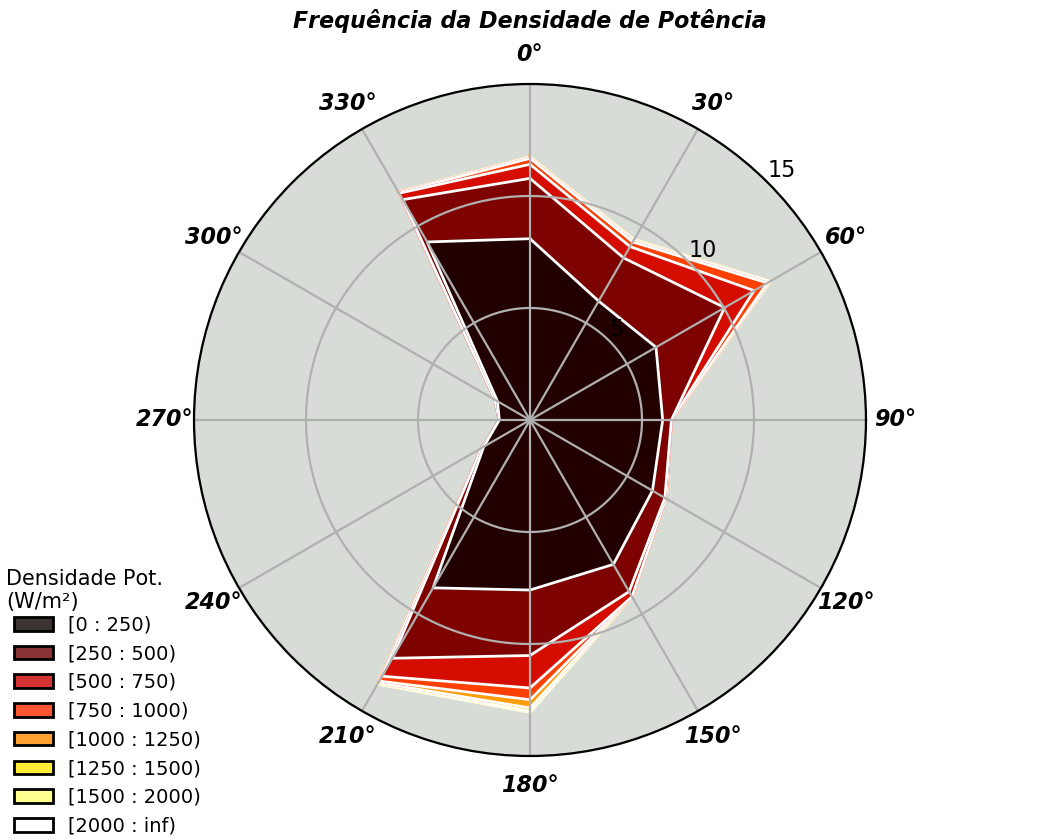 Frequência da Densidade de Potência
0°
330°
30°
15
300°
10
60°
5
270°
90°
240°
120°
210°
150°
180°
Densidade Pot.
(W/m²)
[0 : 250)
[250 : 500)
[500 : 750)
[750 : 1000)
[1000 : 1250)
[1250 : 1500)
[1500 : 2000)
[2000 : inf)